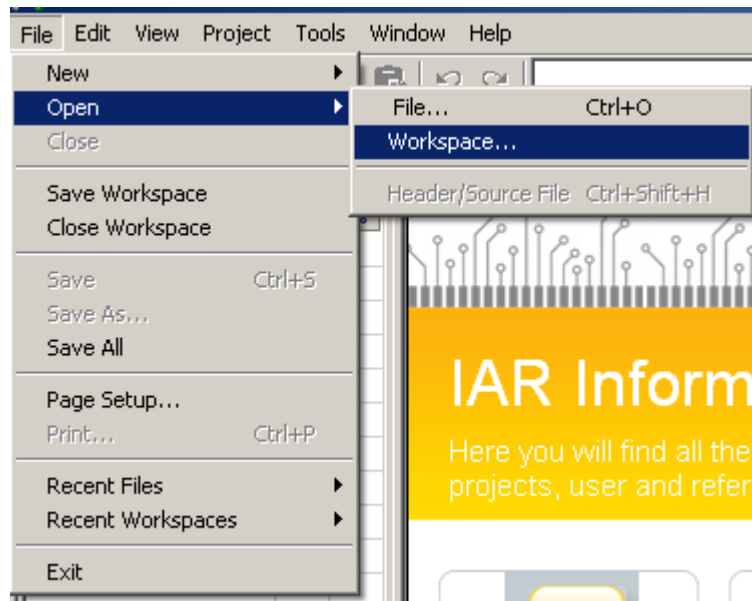 File Edit View Project Tools Window Help
New
Open
Close
Save Workspace
Close Workspace
Save Ctrl+S
Save As...
Save All
Page Setup...
Print... Ctrl+P
Recent Files
Recent Workspaces
Exit
File... Ctrl+O
Workspace...
Header/Source File Ctrl+Shift+H
IAR Inform
Here you will find all the
projects, user and refer